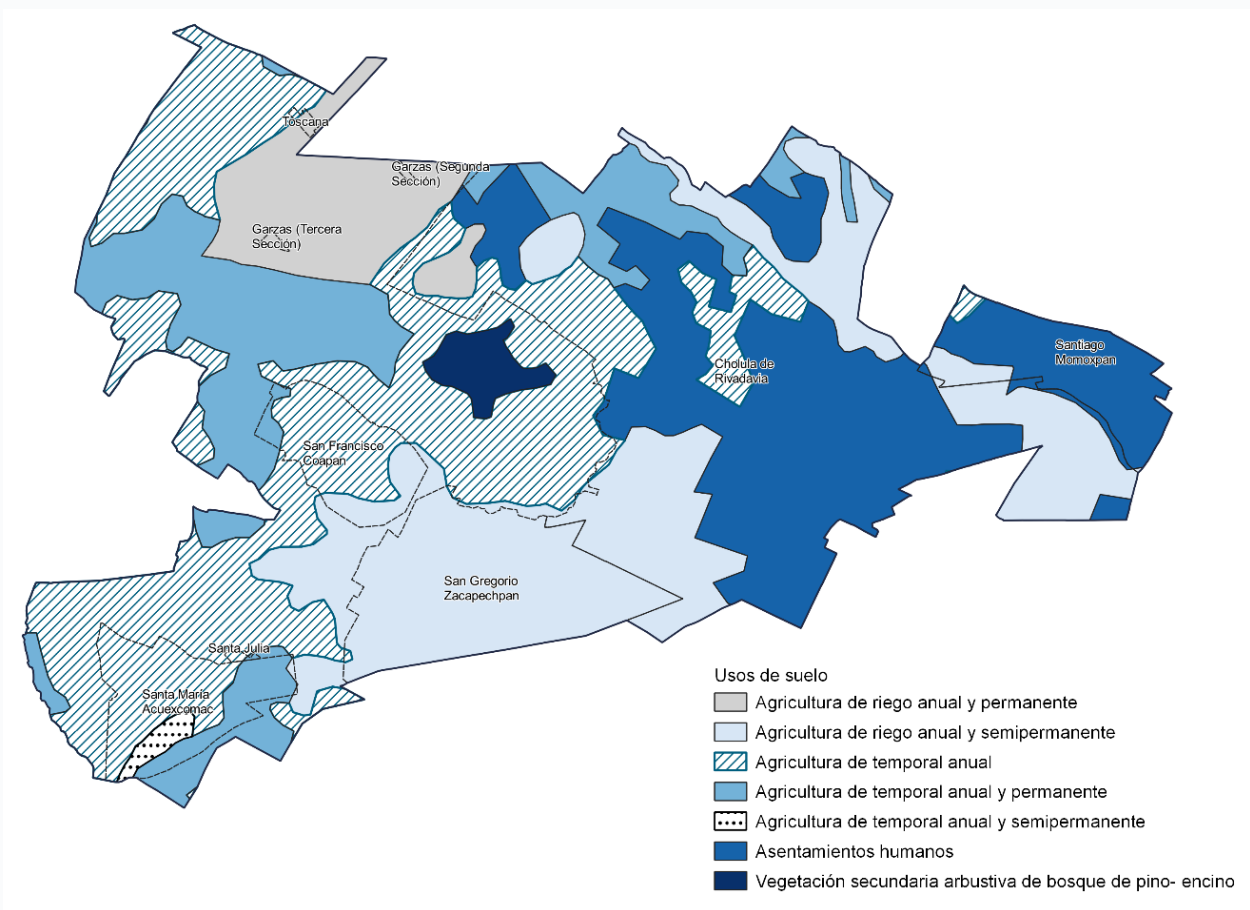 Toscana
Garzas (Segunda
Sección)
Garzas (Tercera
Sección)
Santiago
Momoxpan
Cholula de
Rivadavia
San Francisco
Coapan
San Gregorio
Zacapechpan
Santa Julia
Santa María
Acuexcomac
Usos de suelo
Agricultura de riego anual y permanente
Agricultura de riego anual y semipermanente
Agricultura de temporal anual
Agricultura de temporal anual y permanente
Agricultura de temporal anual y semipermanente
Asentamientos humanos
Vegetación secundaria arbustiva de bosque de pino- encino